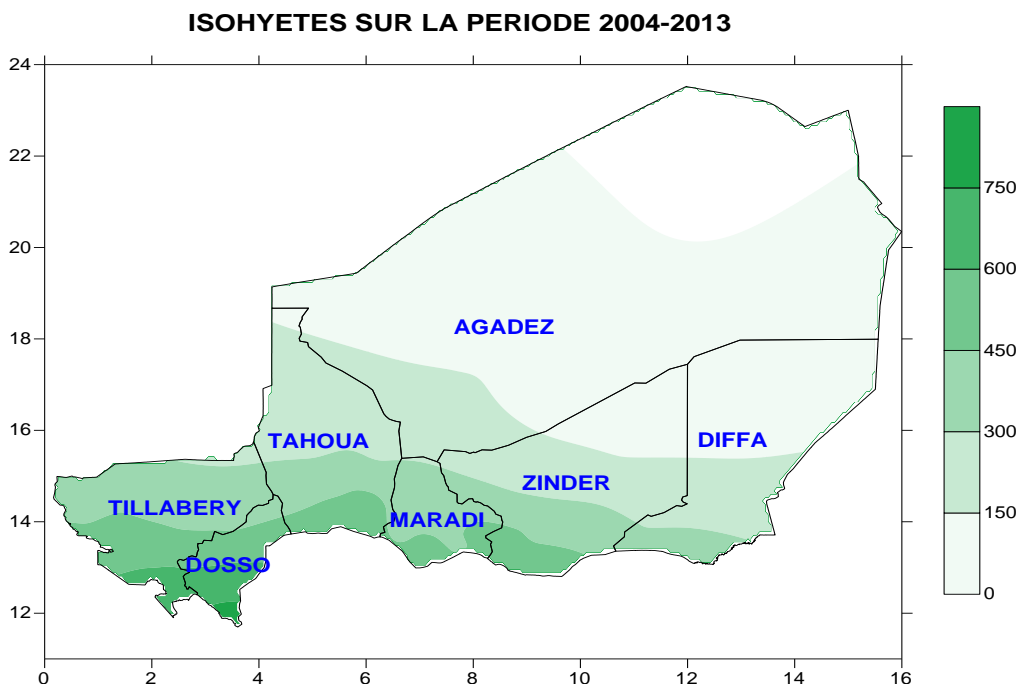 ISOHYETES SUR LA PERIODE 2004-2013
24
22
20
18
16
14
12
0 2 4 6 8 10 12 14 16
AGADEZ
TAHOUA
DIFFA
ZINDER
TILLABERY
MARADI
DOSSO
750
600
450
300
150
0